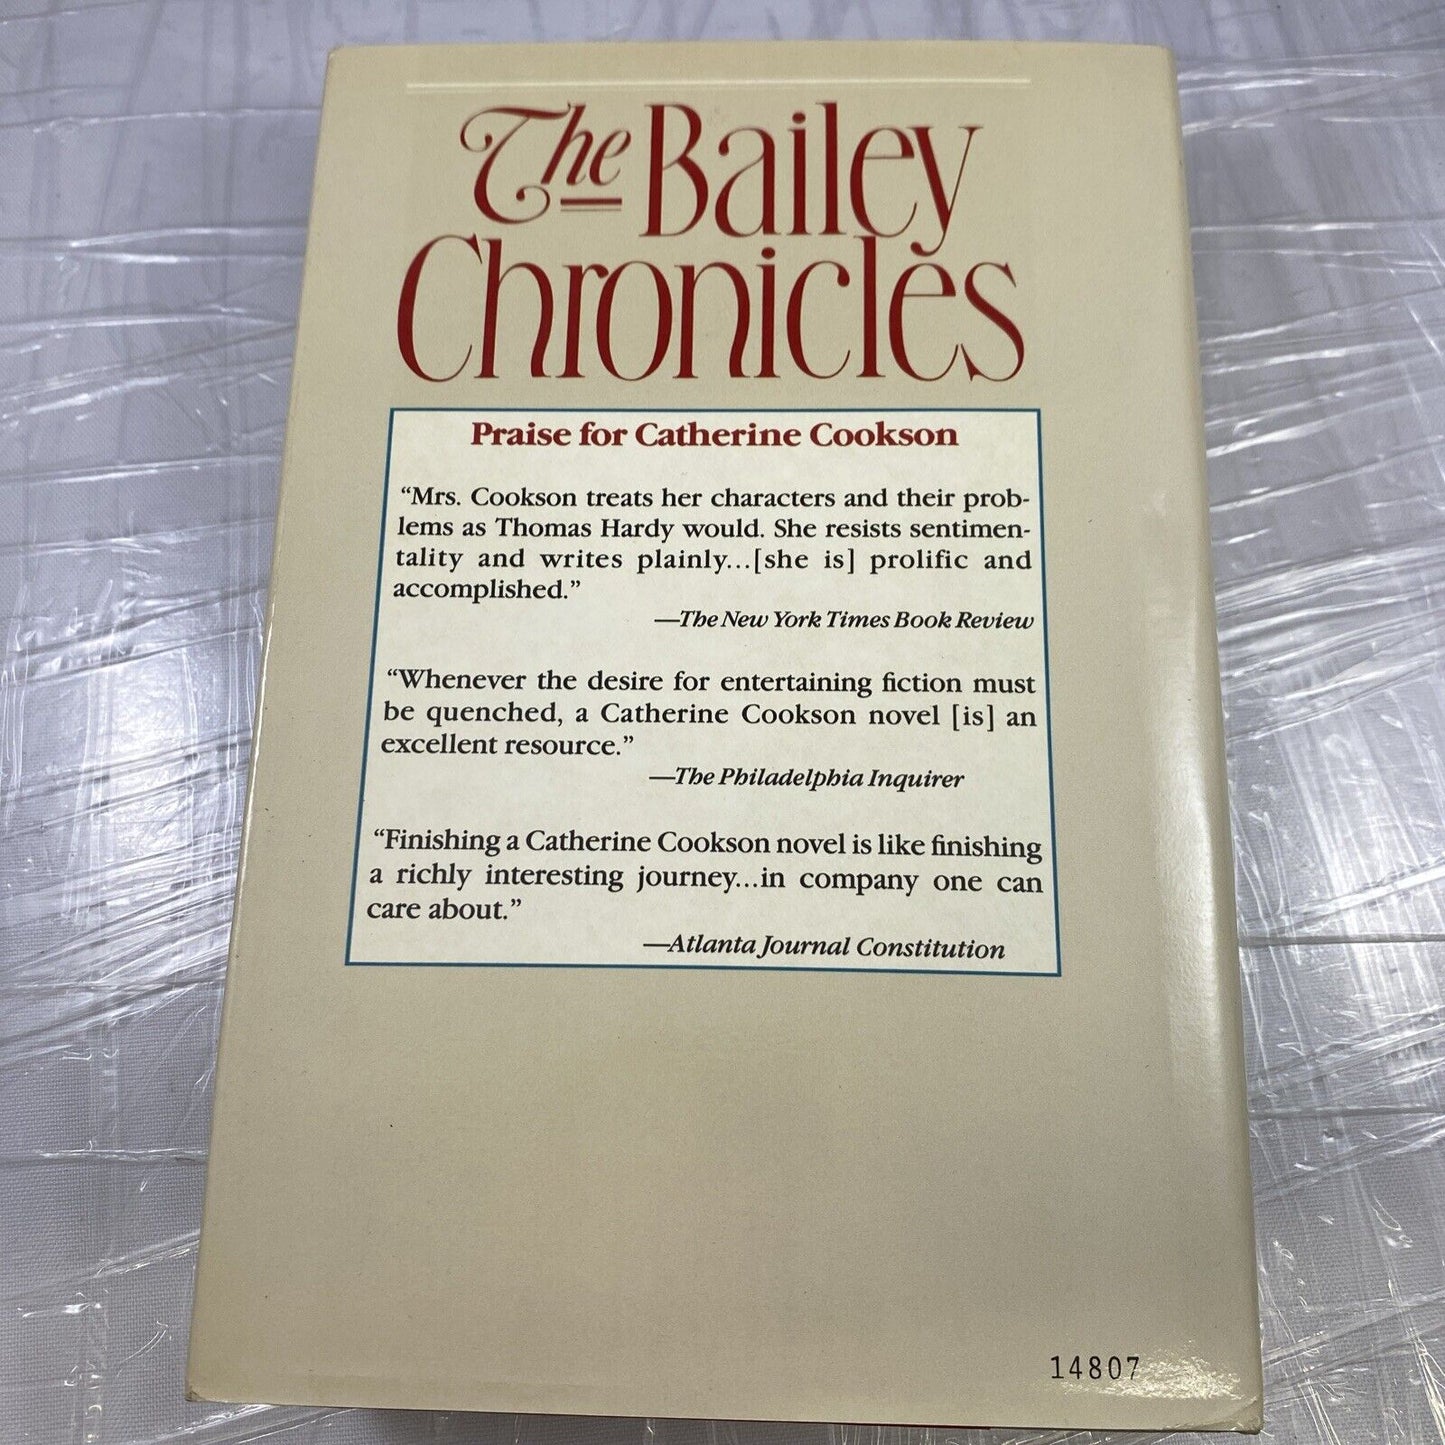 The Bailey
Chronicles
Praise for Catherine Cookson
“Mrs. Cookson treats her characters and their prob-
lems as Thomas Hardy would. She resists sentimen-
tality and writes plainly...[she is] prolific and
accomplished.”
—The New York Times Book Review
“Whenever the desire for entertaining fiction must
be quenched, a Catherine Cookson novel [is] an
excellent resource.”
—The Philadelphia Inquirer
“Finishing a Catherine Cookson novel is like finishing
a richly interesting journey...in company one can
care about.”
—Atlanta Journal Constitution
14807